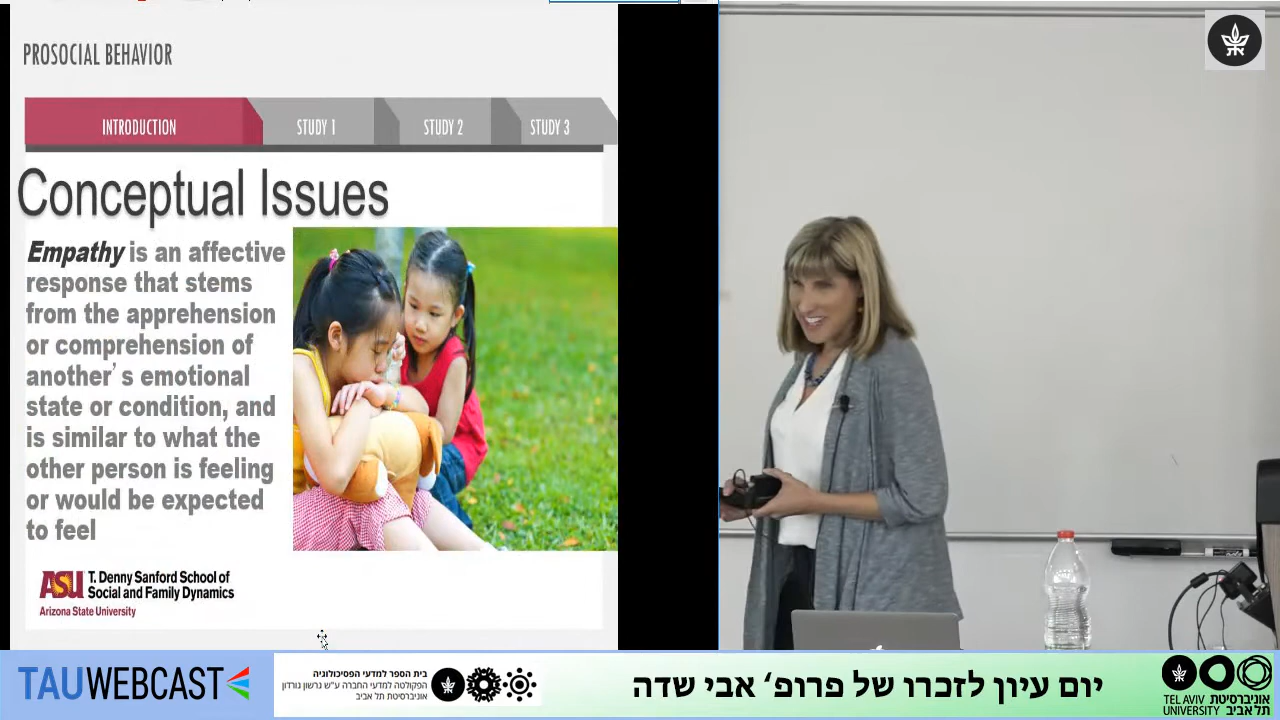 PROSOCIAL BEHAVIOR
INTRODUCTION
STUDY 1
STUDY 2
STUDY 3
Conceptual Issues
Empathy is an affective
response that stems
from the apprehension
or comprehension of
another’s emotional
state or condition, and
is similar to what the
other person is feeling
or would be expected
to feel
ASU T. Denny Sanford School of
Social and Family Dynamics
Arizona State University
TAUWEBCAST
בית הספר למדעי הפסיכולוגיה
הפקולטה למדעי החברה ע"ש גרשון גורדון
אוניברסיטת תל אביב
יום עיון לזכרו של פרופ‘ אבי שדה
TEL AVIV אוניברסיטת
UNIVERSITY תל אביב